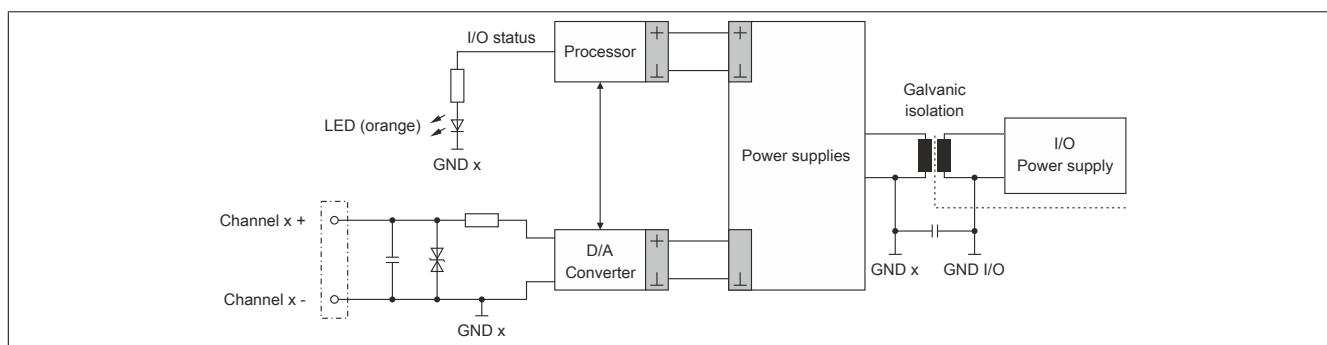 I/O status
Processor
+
⊥
+
⊥
Galvanic
isolation
LED (orange)
GND x
Power supplies
I/O
Power supply
Channel x +
D/A
Converter
+
⊥
⊥
GND x
GND I/O
Channel x -
GND x